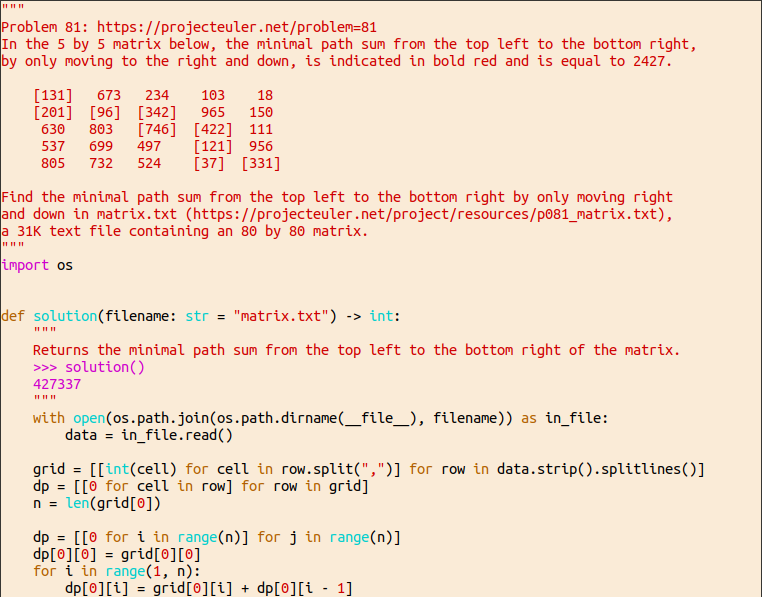 """
Problem 81: https://projecteuler.net/problem=81
In the 5 by 5 matrix below, the minimal path sum from the top left to the bottom right,
by only moving to the right and down, is indicated in bold red and is equal to 2427.

    [131]   673   234    103    18
    [201]  [96]  [342]   965   150
     630   803   [746]  [422]  111
     537   699   497    [121]  956
     805   732   524    [37]  [331]

Find the minimal path sum from the top left to the bottom right by only moving right
and down in matrix.txt (https://projecteuler.net/project/resources/p081_matrix.txt),
a 31K text file containing an 80 by 80 matrix.
"""
import os


def solution(filename: str = "matrix.txt") -> int:
    """
    Returns the minimal path sum from the top left to the bottom right of the matrix.
    >>> solution()
    427337
    """
    with open(os.path.join(os.path.dirname(__file__), filename)) as in_file:
        data = in_file.read()

    grid = [[int(cell) for cell in row.split(",")] for row in data.strip().splitlines()]
    dp = [[0 for cell in row] for row in grid]
    n = len(grid[0])

    dp = [[0 for i in range(n)] for j in range(n)]
    dp[0][0] = grid[0][0]
    for i in range(1, n):
        dp[0][i] = grid[0][i] + dp[0][i - 1]